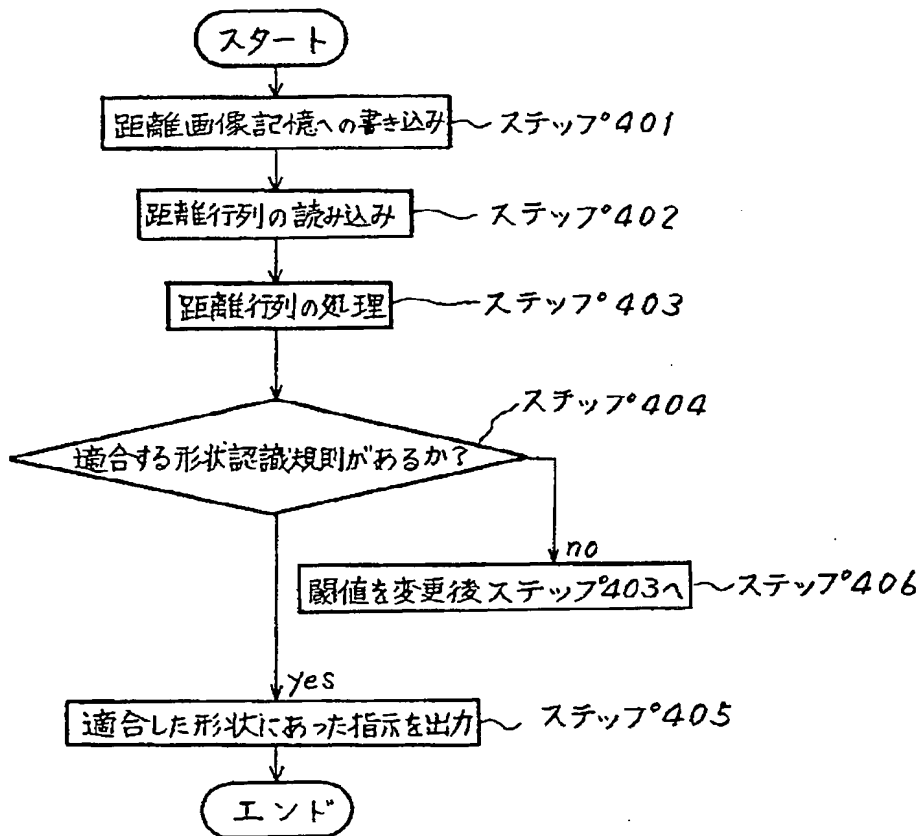 スタート
距離画像記憶への書き込み
ステップ401
距離行列の読み込み
ステップ402
距離行列の処理
ステップ403
ステップ404
適合する形状認識規則があるか?
no
閾値を変更後ステップ403へ
ステップ406
yes
適合した形状にあった指示を出力
ステップ405
エンド